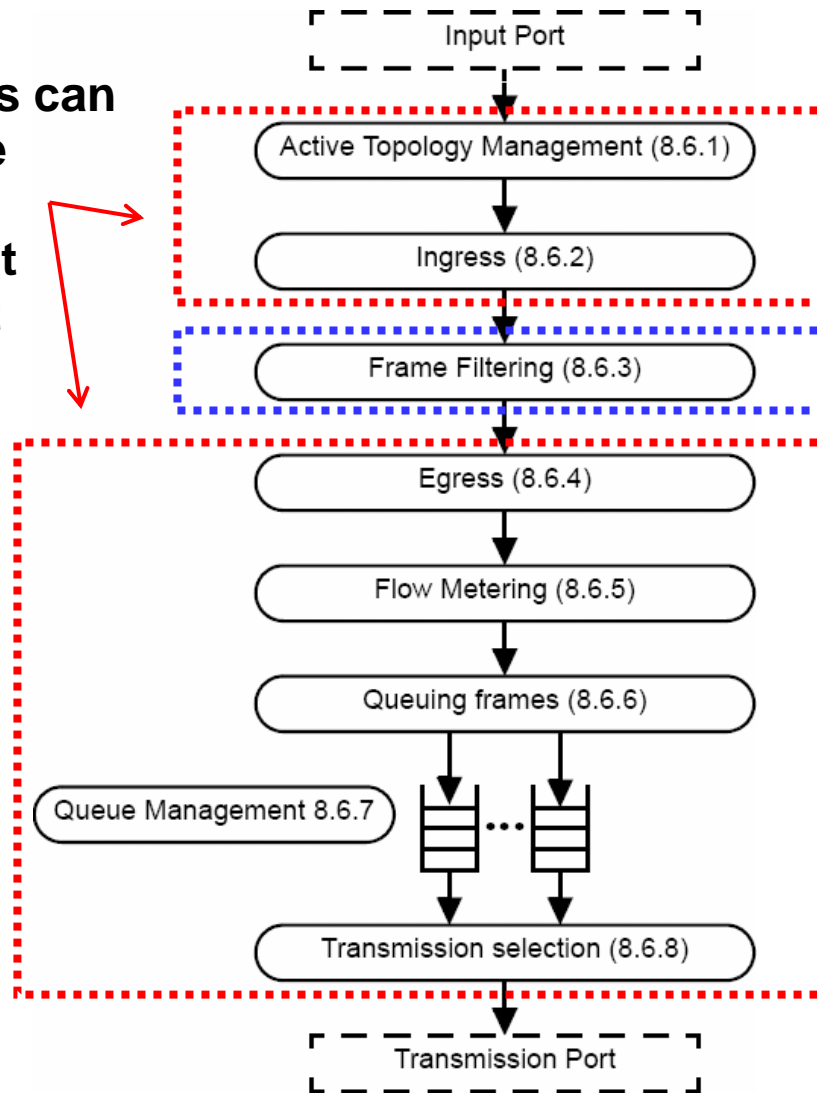 Input Port
s can
Active Topology Management (8.6.1)
Ingress (8.6.2)
Frame Filtering (8.6.3)
Egress (8.6.4)
Flow Metering (8.6.5)
Queuing frames (8.6.6)
Queue Management 8.6.7
Transmission selection (8.6.8)
Transmission Port